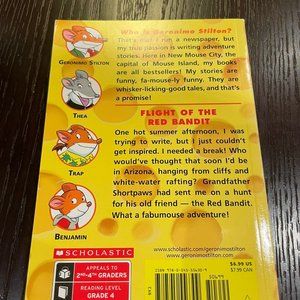 Who Is Geronimo Stilton?
That's me! I run a newspaper, but
my true passion is writing adventure
stories. Here in New Mouse City, the
capital of Mouse Island, my books
are all bestsellers! My stories are
funny, fa-mousely funny. They are
whisker-licking-good tales, and that's
a promise!
GERONIMO STILTON
THEA
FLIGHT OF THE
RED BANDIT
One hot summer afternoon, I was
trying to write, but I just couldn't
get inspired. I needed a break! Who
would've thought that soon I'd be in
Arizona, hanging from cliffs and
white-water rafting? Grandfather
Shortpaws had sent me on a hunt
for his old friend — the Red Bandit.
What a fabumouse adventure!
TRAP
BENJAMIN
SCHOLASTIC
www.scholastic.com/geronimostilton
APPEALS TO
2ND–4TH GRADERS
READING LEVEL
GRADE 4
$6.99 US
$7.99 CAN